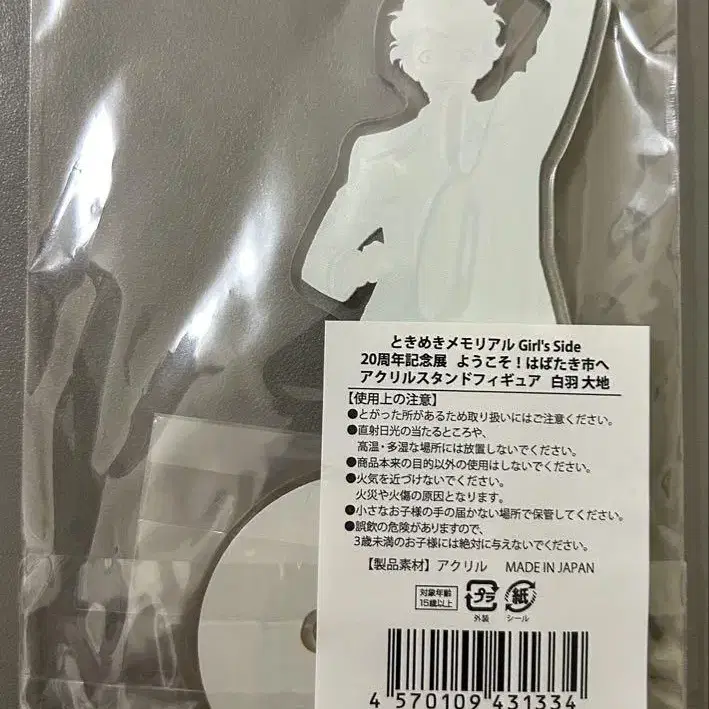 ときめきメモリアル Girl's Side
20周年記念展 ようこそ！はばたき市へ
アクリルスタンドフィギュア 白羽 大地
【使用上の注意】
●とがった所があるため取り扱いにはご注意ください。
●直射日光の当たるところや、
高温・多湿な場所には放置しないでください。
●商品本来の目的以外の使用はしないでください。
●火気を近づけないでください。
火災や火傷の原因となります。
●小さなお子様の手の届かない場所で保管してください。
●誤飲の危険がありますので、
3歳未満のお子様には絶対に与えないでください。
【製品素材】アクリル MADE IN JAPAN
対象年齢
15歳以上
プラ
外装
紙
シール
4 570109 431334